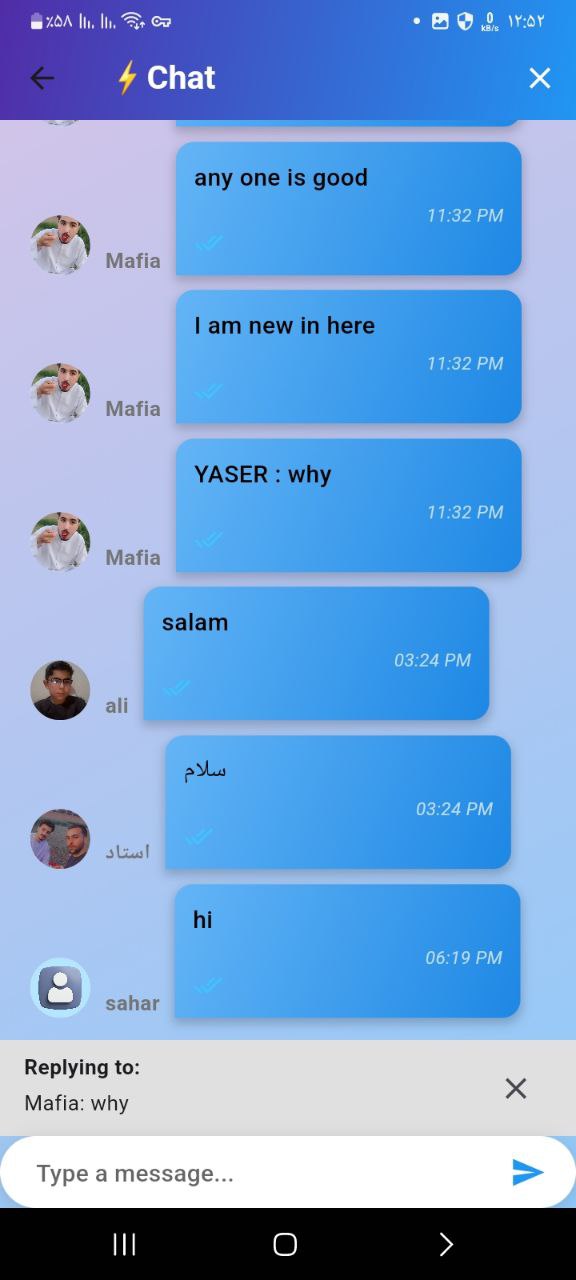 ٪۵۸
0
KB/s
۱۲:۵۲
⚡Chat
any one is good
11:32 PM
Mafia
I am new in here
11:32 PM
Mafia
YASER : why
11:32 PM
Mafia
salam
03:24 PM
ali
سلام
03:24 PM
استاد
hi
06:19 PM
sahar
Replying to:
Mafia: why
Type a message...